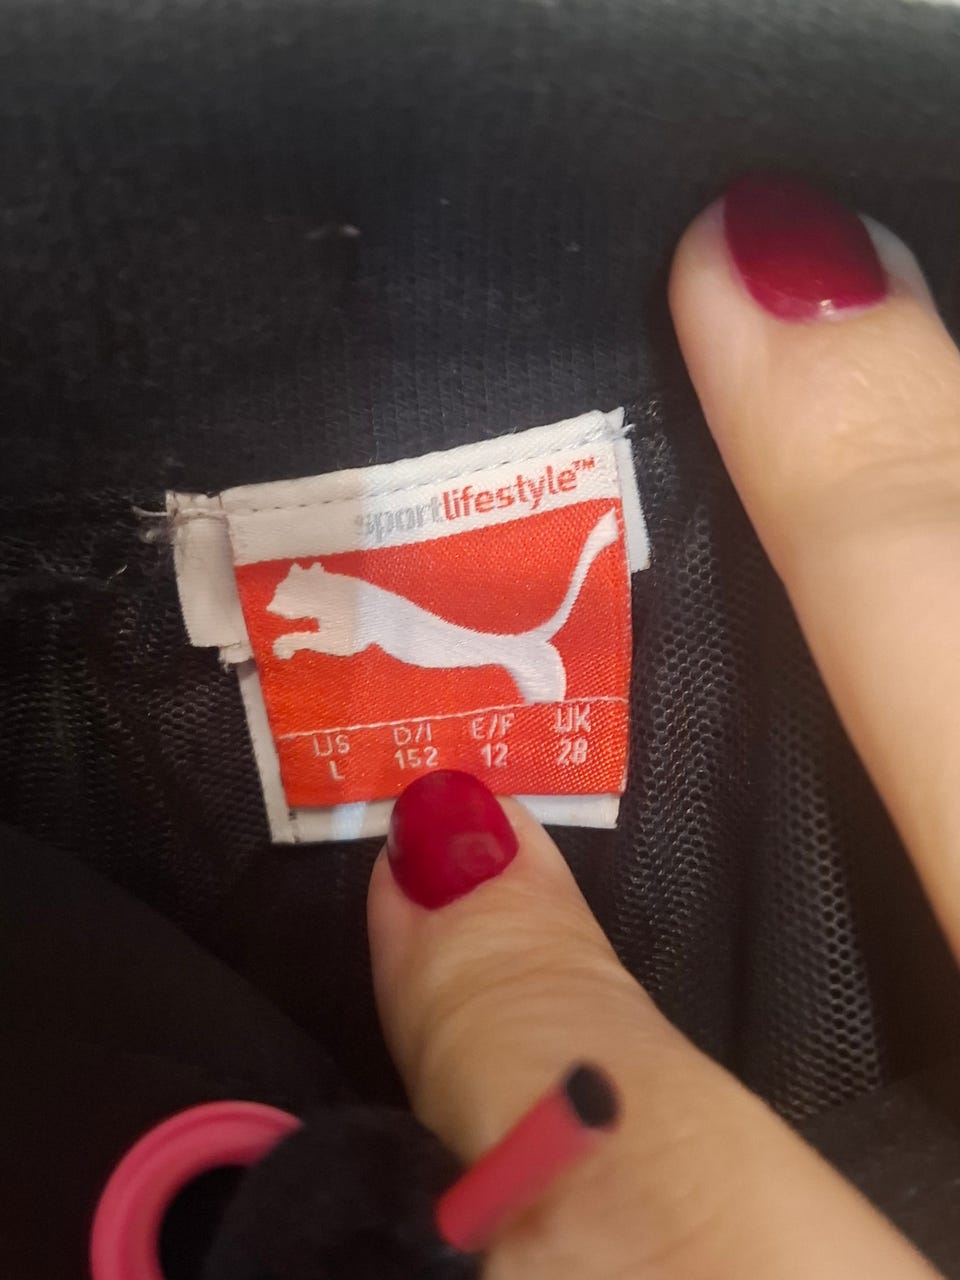 sportlifestyle™
US D/I E/F UK
L 152 12 28